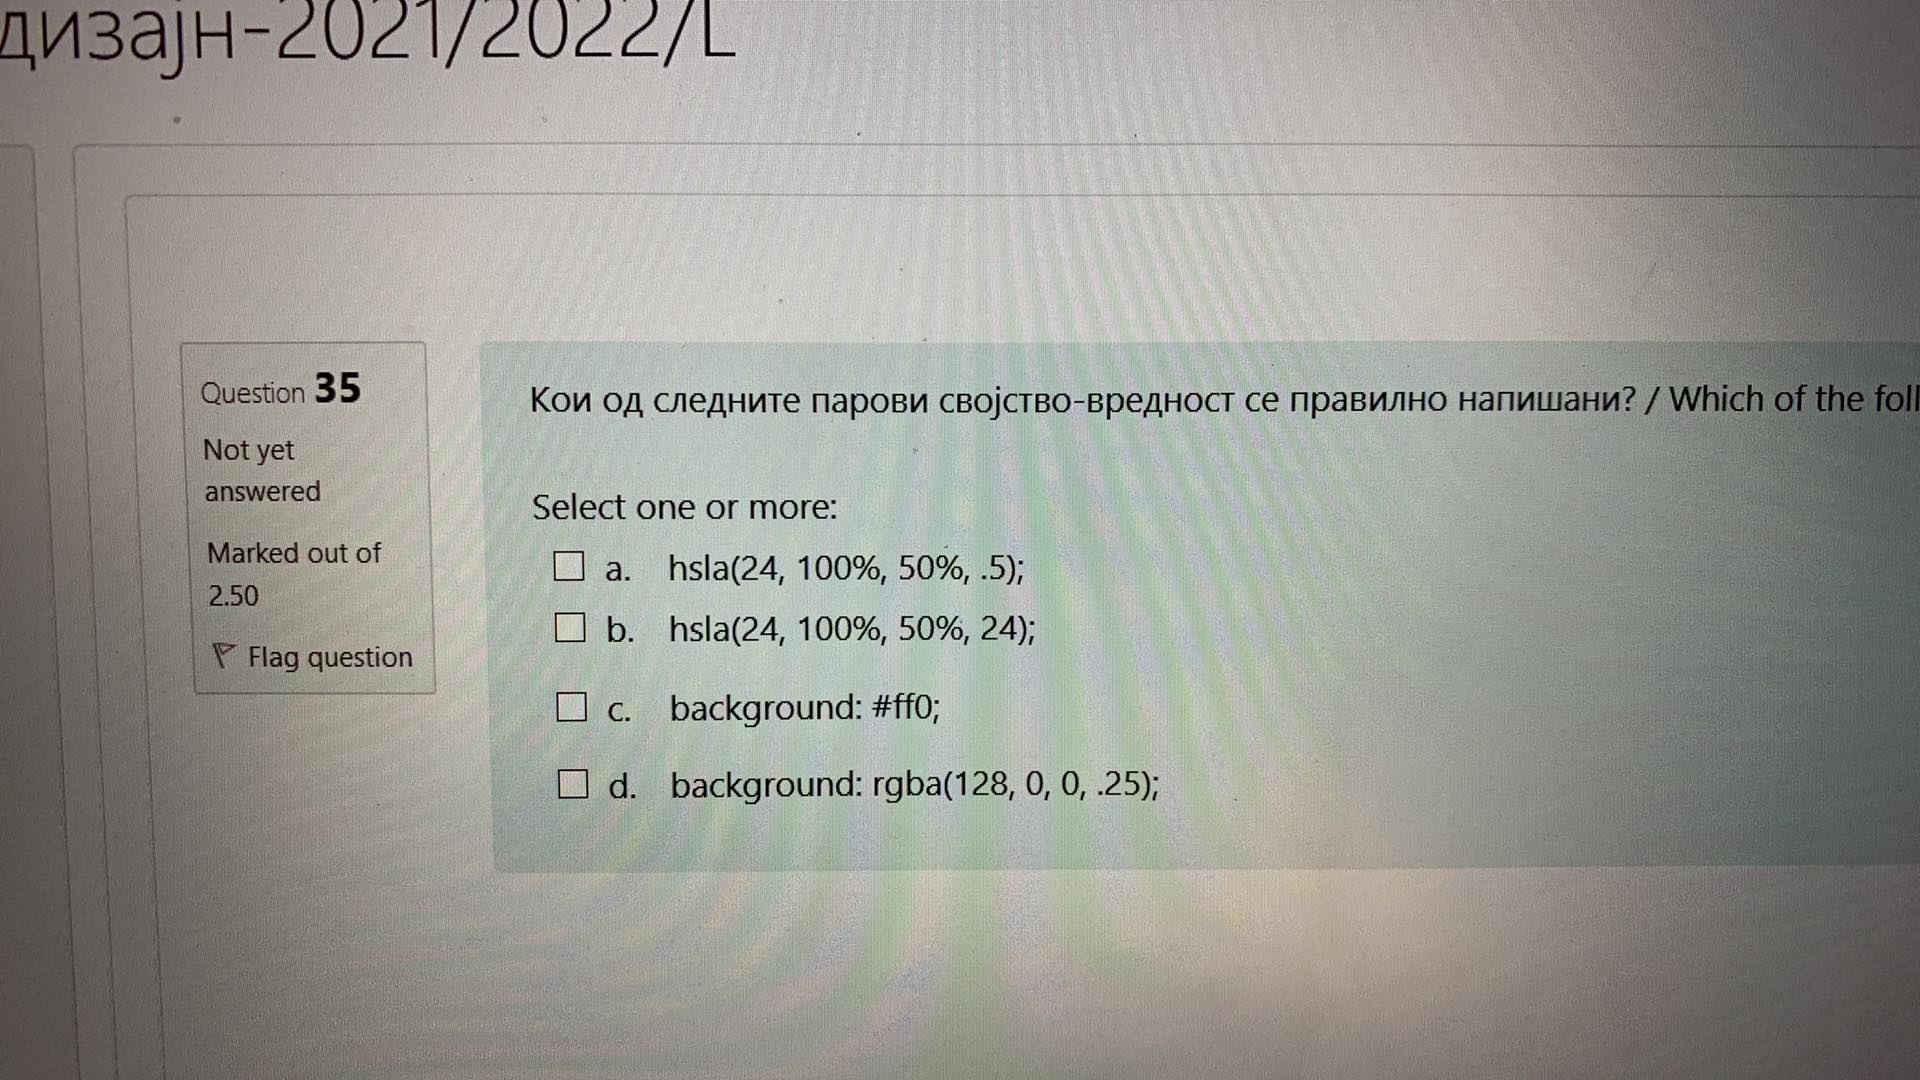 дизајн-2021/2022/L
Question 35
Not yet
answered
Marked out of
2.50
Flag question
Кои од следните парови својство-вредност се правилно напишани? / Which of the foll
Select one or more:
a. hsla(24, 100%, 50%, .5);
b. hsla(24, 100%, 50%, 24);
c. background: #ff0;
d. background: rgba(128, 0, 0, .25);